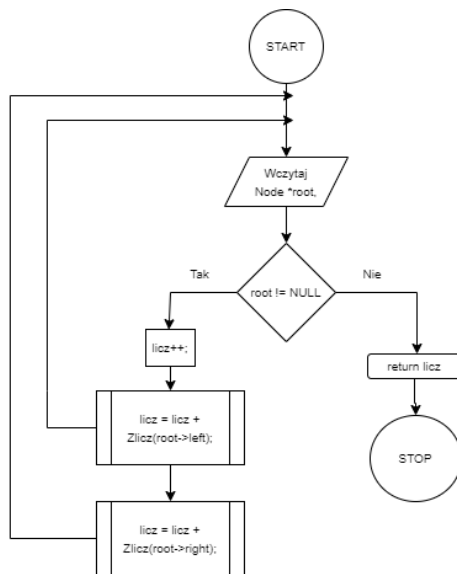 START
Wczytaj
Node *root,
root != NULL
Tak
Nie
licz++;
return licz
licz = licz +
Zlicz(root->left);
STOP
licz = licz +
Zlicz(root->right);